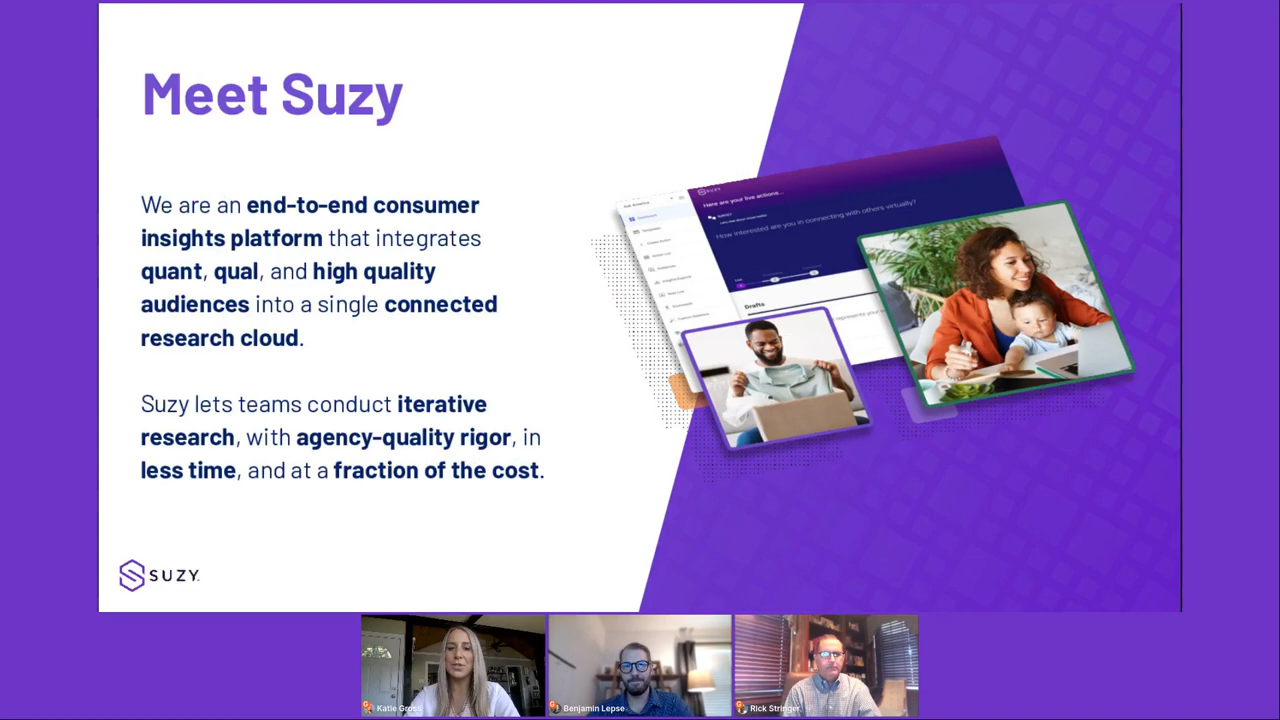 Meet Suzy
We are an end-to-end consumer
insights platform that integrates
quant, qual, and high quality
audiences into a single connected
research cloud.
Suzy lets teams conduct iterative
research, with agency-quality rigor, in
less time, and at a fraction of the cost.
SUZY
SUZY
Here are your live actions...
How interested are you in connecting with others virtually?
Dashboard
Templates
Drafts
Katie Gross
Benjamin Lepse
Rick Stringer